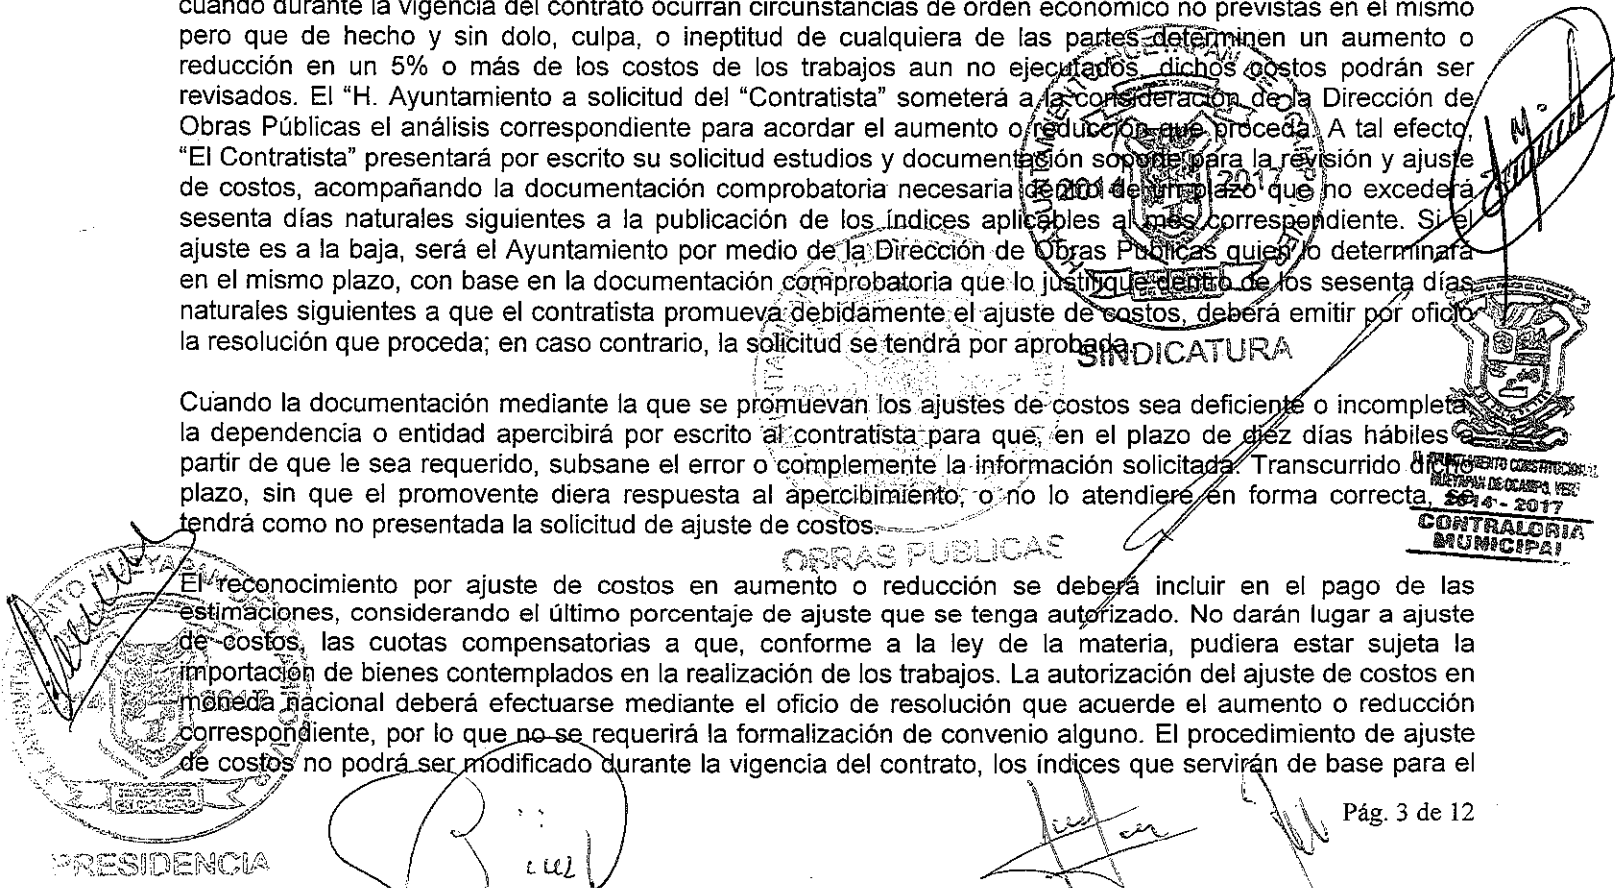 cuando durante la vigencia del contrato ocurran circunstancias de orden económico no previstas en el mismo
pero que de hecho y sin dolo, culpa, o ineptitud de cualquiera de las partes determinen un aumento o
reducción en un 5% o más de los costos de los trabajos aun no ejecutados, dichos costos podrán ser
revisados. El “H. Ayuntamiento a solicitud del “Contratista” someterá a la consideración de la Dirección de
Obras Públicas el análisis correspondiente para acordar el aumento o reducción que proceda. A tal efecto,
“El Contratista” presentará por escrito su solicitud estudios y documentación soporte para la revisión y ajuste
de costos, acompañando la documentación comprobatoria necesaria dentro de un plazo que no excederá
sesenta días naturales siguientes a la publicación de los índices aplicables al mes correspondiente. Si el
ajuste es a la baja, será el Ayuntamiento por medio de la Dirección de Obras Públicas quien lo determinará
en el mismo plazo, con base en la documentación comprobatoria que lo justifique dentro de los sesenta días
naturales siguientes a que el contratista promueva debidamente el ajuste de costos, deberá emitir por oficio
la resolución que proceda; en caso contrario, la solicitud se tendrá por aprobada.
2014 2017
SINDICATURA
Cuando la documentación mediante la que se promuevan los ajustes de costos sea deficiente o incompleta,
la dependencia o entidad apercibirá por escrito al contratista para que, en el plazo de diez días hábiles a
partir de que le sea requerido, subsane el error o complemente la información solicitada. Transcurrido dicho
plazo, sin que el promovente diera respuesta al apercibimiento, o no lo atendiere en forma correcta, se
tendrá como no presentada la solicitud de ajuste de costos.
2014 - 2017
CONTRALORIA
MUNICIPAL
OBRAS PUBLICAS
El reconocimiento por ajuste de costos en aumento o reducción se deberá incluir en el pago de las
estimaciones, considerando el último porcentaje de ajuste que se tenga autorizado. No darán lugar a ajuste
de costos, las cuotas compensatorias a que, conforme a la ley de la materia, pudiera estar sujeta la
importación de bienes contemplados en la realización de los trabajos. La autorización del ajuste de costos en
moneda nacional deberá efectuarse mediante el oficio de resolución que acuerde el aumento o reducción
correspondiente, por lo que no se requerirá la formalización de convenio alguno. El procedimiento de ajuste
de costos no podrá ser modificado durante la vigencia del contrato, los índices que servirán de base para el
Pág. 3 de 12
PRESIDENCIA